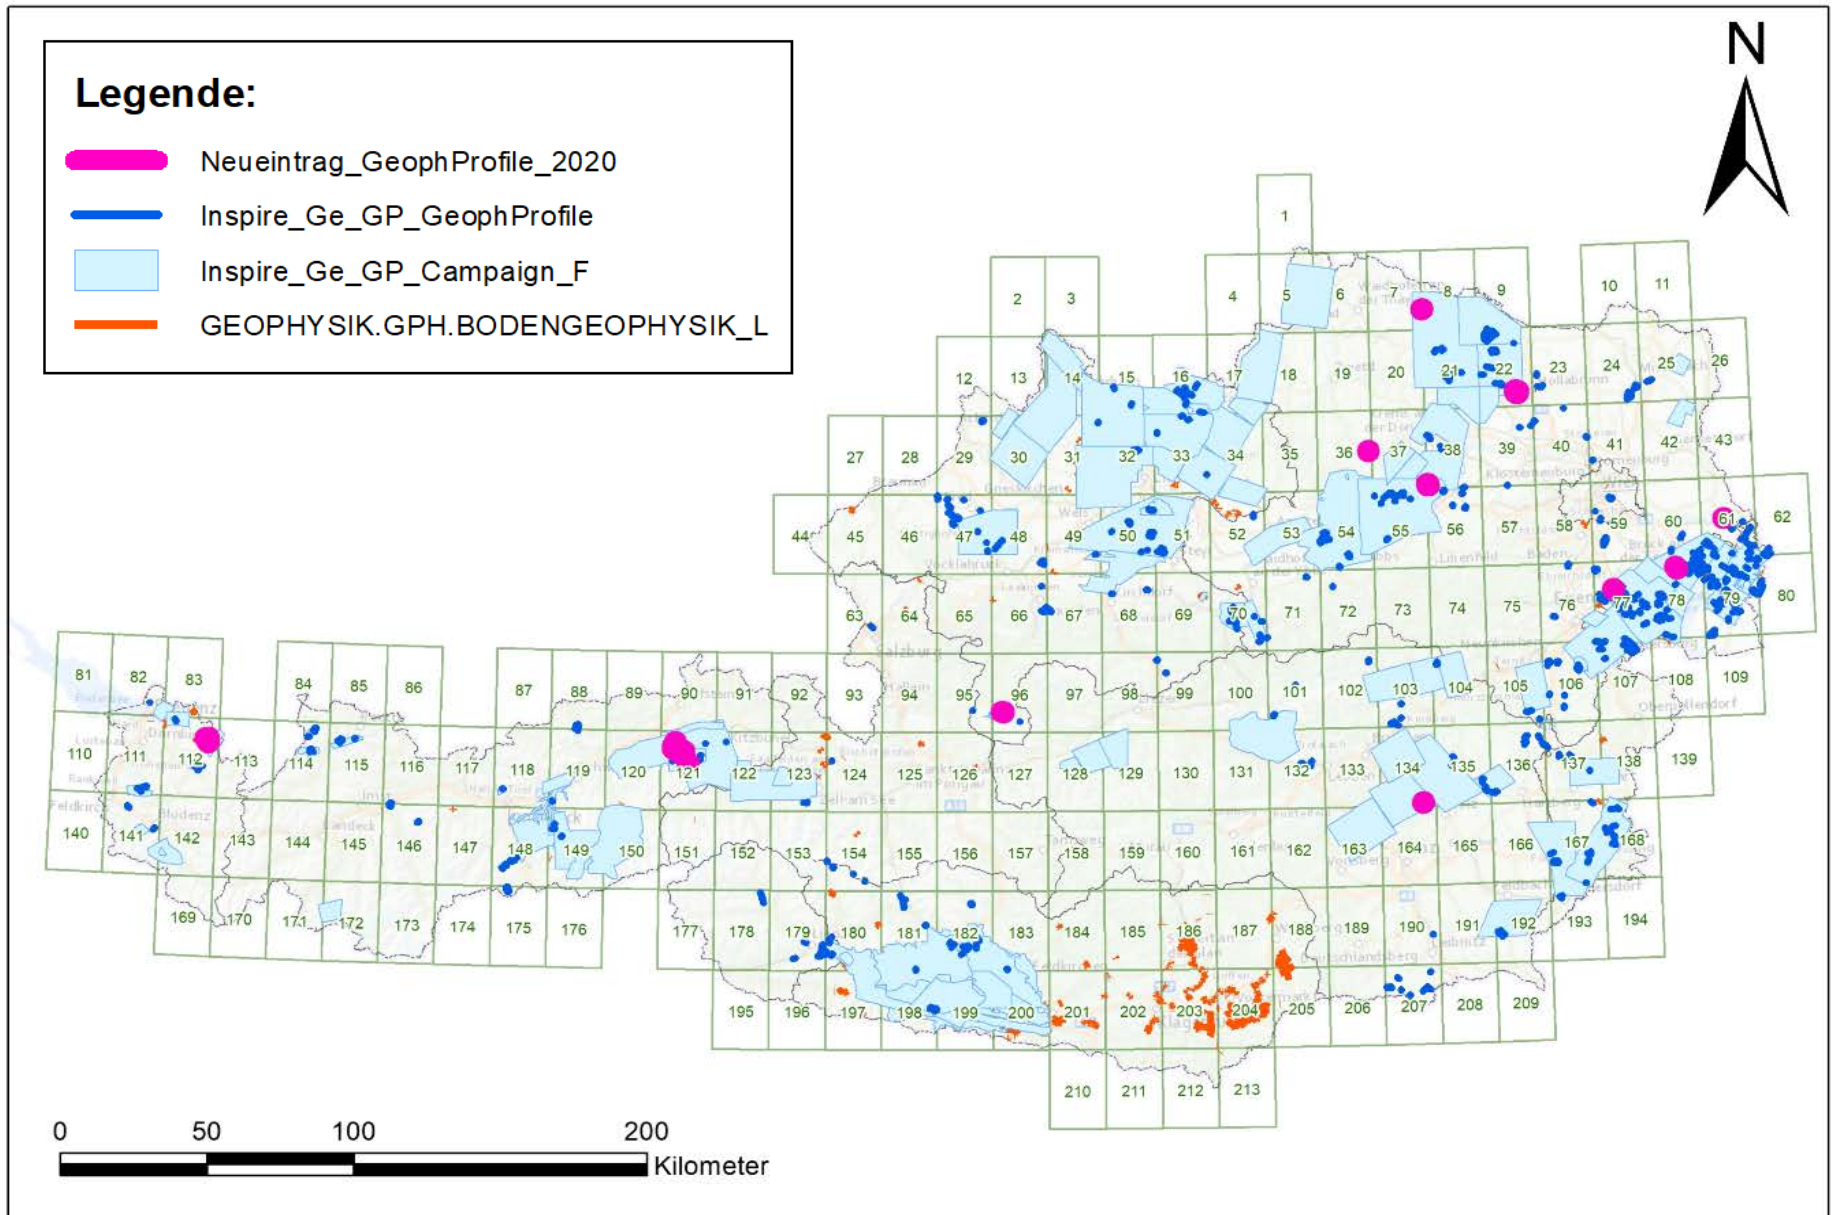 Legende:
Neueintrag_GeophProfile_2020
Inspire_Ge_GP_GeophProfile
Inspire_Ge_GP_Campaign_F
GEOPHYSIK.GPH.BODENGEOPHYSIK_L
N
1
2 3 4 5 6 7 8 9 10 11
12 13 14 15 16 17 18 19 20 21 22 23 24 25 26
27 28 29 30 31 32 33 34 35 36 37 38 39 40 41 42 43
44 45 46 47 48 49 50 51 52 53 54 55 56 57 58 59 60 61 62
63 64 65 66 67 68 69 70 71 72 73 74 75 76 77 78 79 80
81 82 83 84 85 86 87 88 89 90 91 92 93 94 95 96 97 98 99 100 101 102 103 104 105 106 107 108 109
110 111 112 113 114 115 116 117 118 119 120 121 122 123 124 125 126 127 128 129 130 131 132 133 134 135 136 137 138 139
140 141 142 143 144 145 146 147 148 149 150 151 152 153 154 155 156 157 158 159 160 161 162 163 164 165 166 167 168
169 170 171 172 173 174 175 176 177 178 179 180 181 182 183 184 185 186 187 188 189 190 191 192 193 194
195 196 197 198 199 200 201 202 203 204 205 206 207 208 209
210 211 212 213
Salzburg
Bludenz
Landeck
Leibnitz
Deutschlandsberg
Klosterneuburg
Vöcklabruck
0 50 100 200
Kilometer